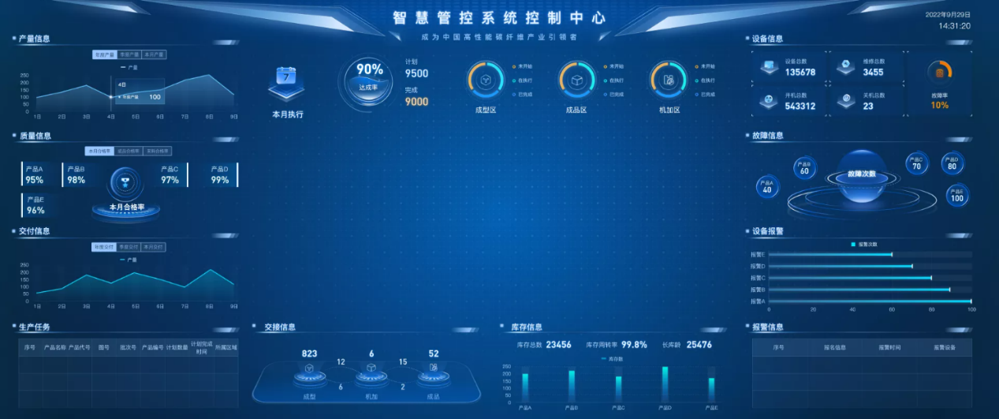 智慧管控系统控制中心
成为中国高性能碳纤维产业引领者
2022年9月29日
14:31:20
产量信息
年度产量 季度产量 本月产量
产量
250
200
150
100
50
0
4日
年度产量 100
1日 2日 3日 4日 5日 6日 7日 8日 9日
质量信息
本月合格率 成品合格率 来料合格率
产品A
95%
产品B
98%
产品C
97%
产品D
99%
产品E
96%
本月合格率
交付信息
年度交付 季度交付 本月交付
产量
250
200
150
100
50
0
1日 2日 3日 4日 5日 6日 7日 8日 9日
生产任务
序号 产品名称 产品代号 图号 批次号 产品编号 计划数量 计划完成时间 所属区域
7
本月执行
90%
达成率
计划
9500
完成
9000
未开始
在执行
已完成
成型区
未开始
在执行
已完成
成品区
未开始
在执行
已完成
机加区
交接信息
823 6 52
12 15
6 2
成型 机加 成品
库存信息
库存总数 23456 库存周转率 99.8% 长库龄 25476
库存数
250
200
150
100
50
0
产品A 产品B 产品C 产品D 产品E
设备信息
设备总数
135678
维修总数
3455
开机总数
543312
关机总数
23
故障率
10%
故障信息
产品A
40
产品B
60
故障次数
产品C
70
产品D
80
产品E
100
设备报警
报警次数
报警E
报警D
报警C
报警B
报警A
0 20 40 60 80 100
报警信息
序号 报名信息 报警时间 报警设备